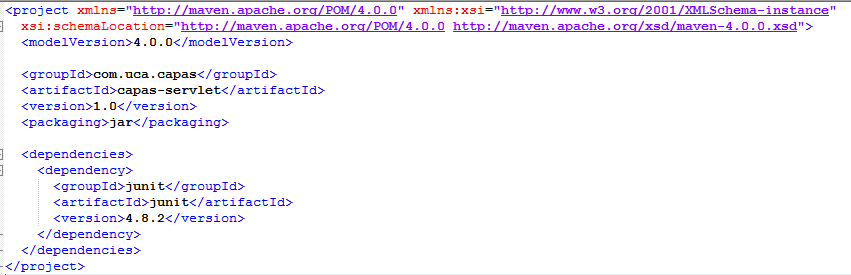 <project xmlns="http://maven.apache.org/POM/4.0.0" xmlns:xsi="http://www.w3.org/2001/XMLSchema-instance"
xsi:schemaLocation="http://maven.apache.org/POM/4.0.0 http://maven.apache.org/xsd/maven-4.0.0.xsd">
<modelVersion>4.0.0</modelVersion>
<groupId>com.uca.capas</groupId>
<artifactId>capas-servlet</artifactId>
<version>1.0</version>
<packaging>jar</packaging>
<dependencies>
<dependency>
<groupId>junit</groupId>
<artifactId>junit</artifactId>
<version>4.8.2</version>
</dependency>
</dependencies>
</project>